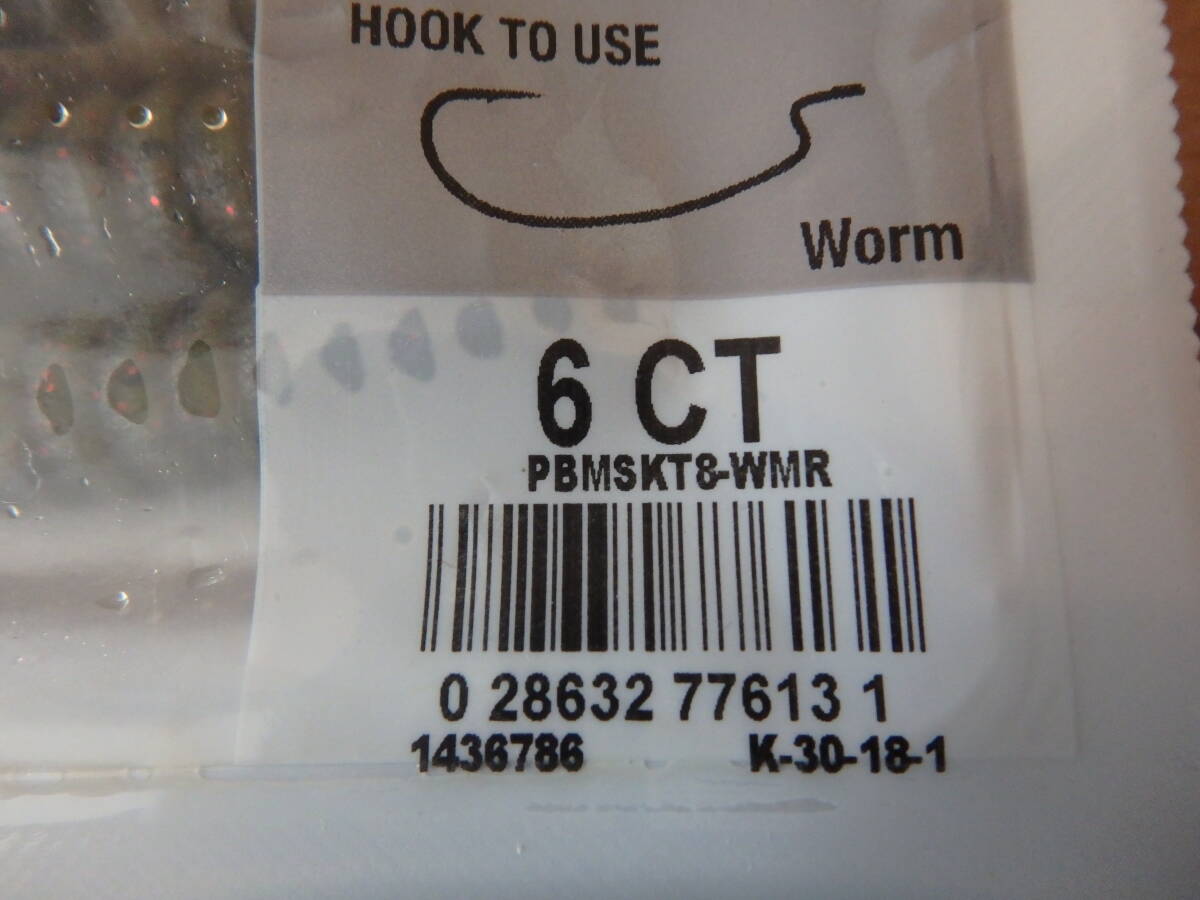 HOOK TO USE
Worm
6 CT
PBMSKT8-WMR
0 28632 77613 1
1436786 K-30-18-1